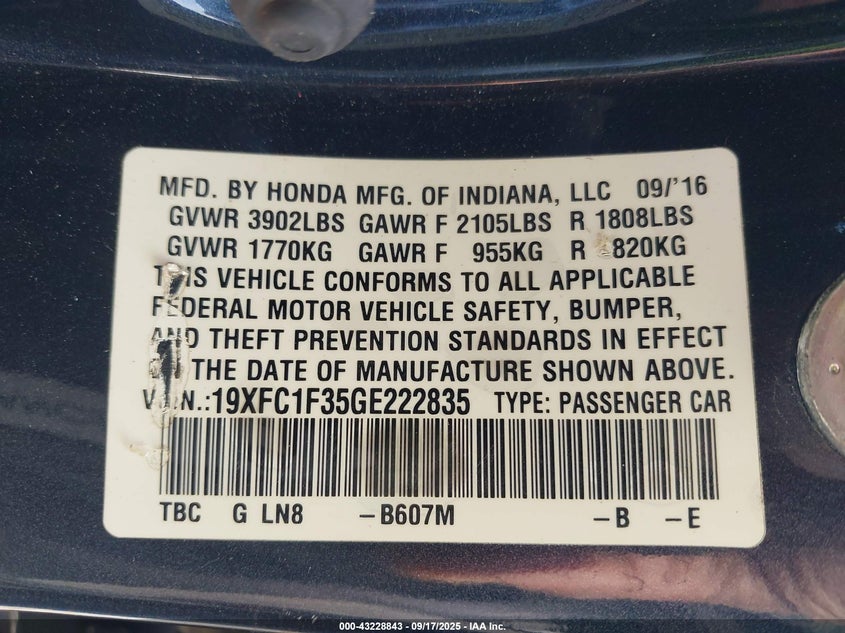 MFD. BY HONDA MFG. OF INDIANA, LLC 09/'16
GVWR 3902LBS GAWR F 2105LBS R 1808LBS
GVWR 1770KG GAWR F 955KG R 820KG
VEHICLE CONFORMS TO ALL APPLICABLE
FEDERAL MOTOR VEHICLE SAFETY, BUMPER,
AND THEFT PREVENTION STANDARDS IN EFFECT
THE DATE OF MANUFACTURE SHOWN ABOVE.
V.I.N.:19XFC1F35GE222835 TYPE: PASSENGER CAR
TBC G LN8 -B607M -B -E
000-43228843 - 09/17/2025 - IAA Inc.